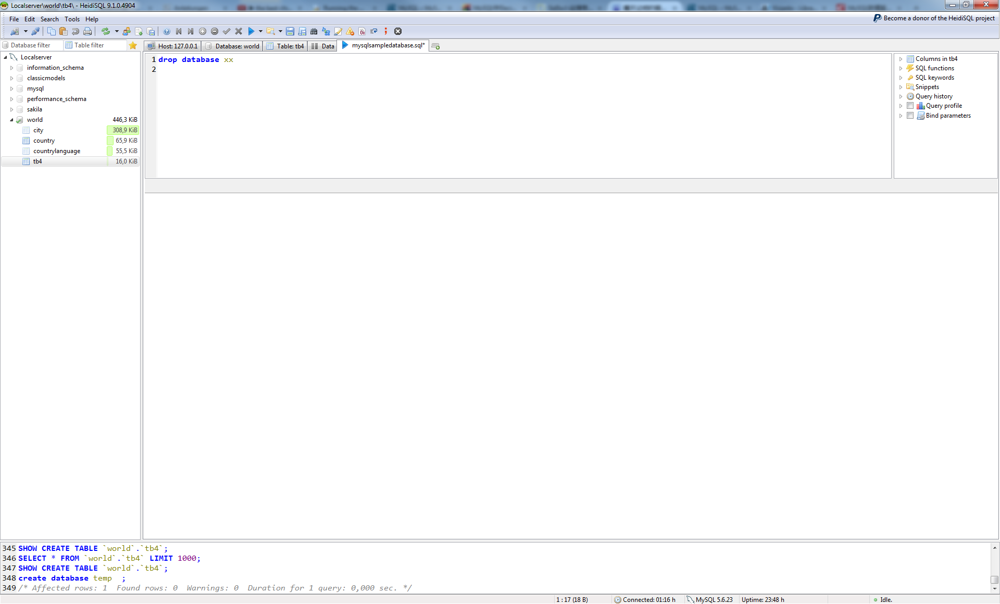 Localserver\world\tb4\ - HeidiSQL 9.1.0.4904
File Edit Search Tools Help
Become a donor of the HeidiSQL project
Database filter
Table filter
Host: 127.0.0.1
Database: world
Table: tb4
Data
mysqlsampledatabase.sql*
Localserver
information_schema
classicmodels
mysql
performance_schema
sakila
world 446,3 KiB
city 308,9 KiB
country 65,9 KiB
countrylanguage 55,5 KiB
tb4 16,0 KiB
1 drop database xx
2
Columns in tb4
SQL functions
SQL keywords
Snippets
Query history
Query profile
Bind parameters
345 SHOW CREATE TABLE `world`.`tb4`;
346 SELECT * FROM `world`.`tb4` LIMIT 1000;
347 SHOW CREATE TABLE `world`.`tb4`;
348 create database temp  ;
349 /* Affected rows: 1  Found rows: 0  Warnings: 0  Duration for 1 query: 0,000 sec. */
1 : 17 (18 B)
Connected: 01:16 h
MySQL 5.6.23
Uptime: 23:48 h
Idle.